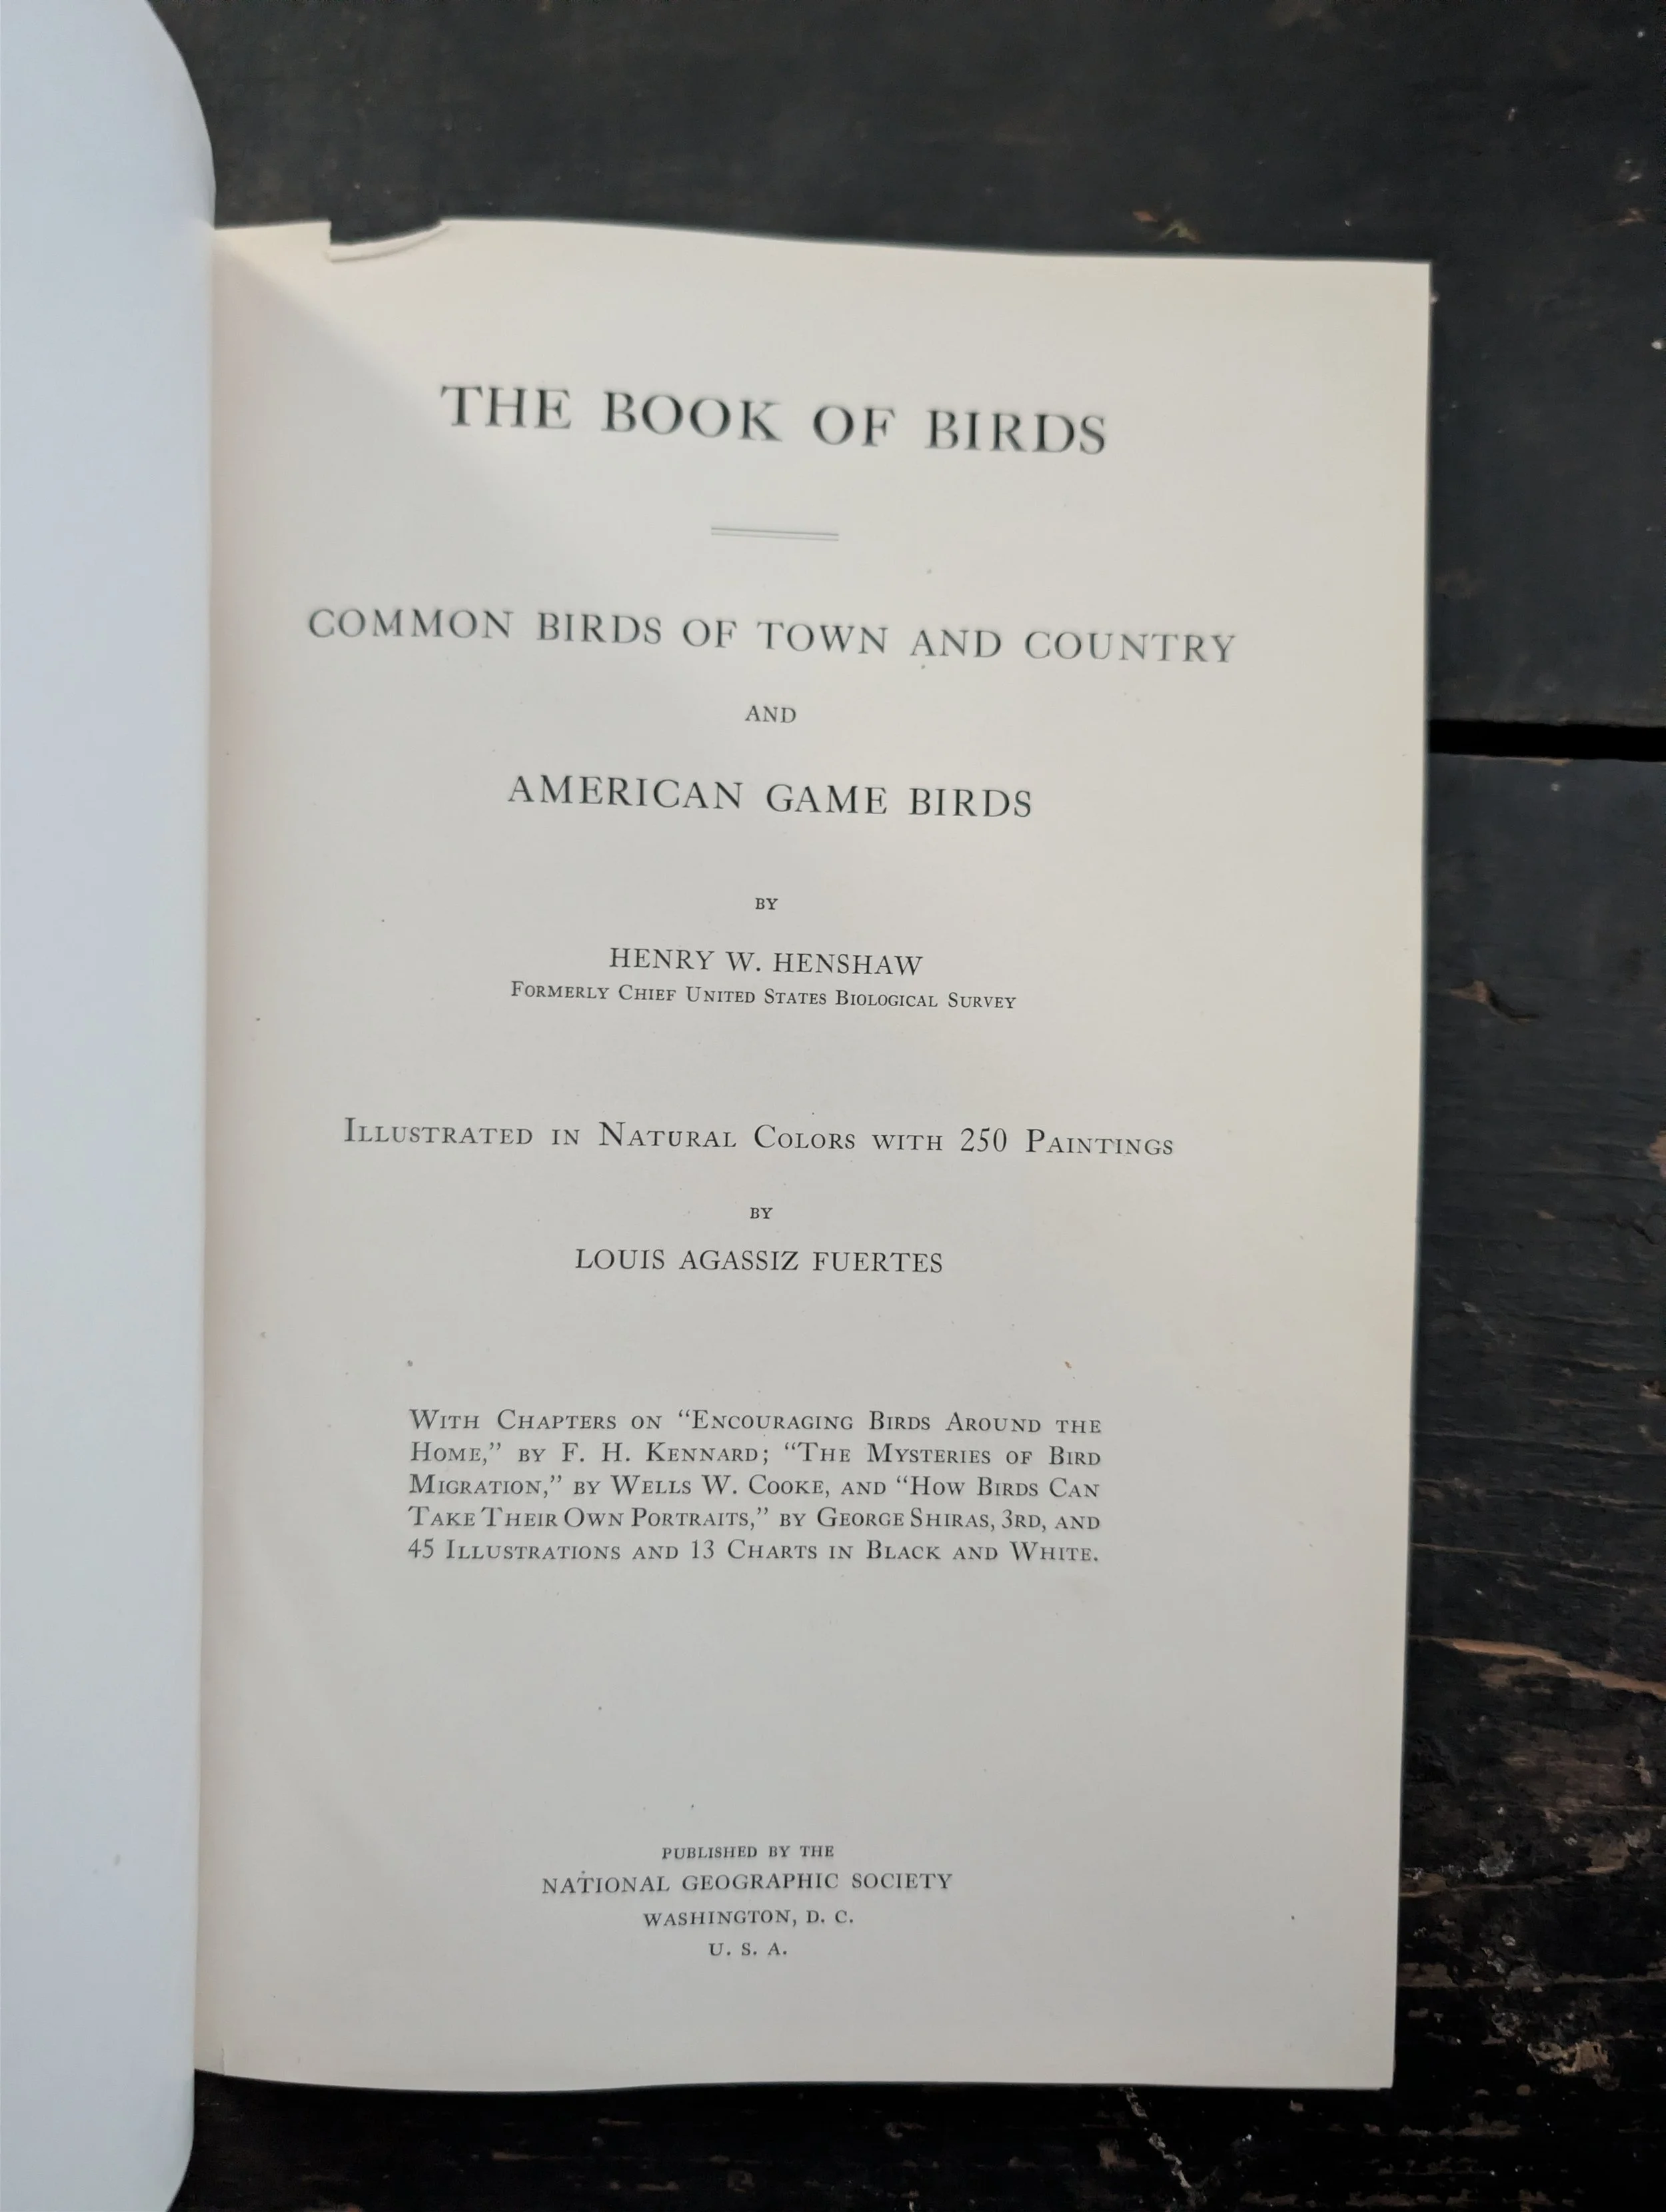 THE BOOK OF BIRDS
COMMON BIRDS OF TOWN AND COUNTRY
AND
AMERICAN GAME BIRDS
BY
HENRY W. HENSHAW
FORMERLY CHIEF UNITED STATES BIOLOGICAL SURVEY
ILLUSTRATED IN NATURAL COLORS WITH 250 PAINTINGS
BY
LOUIS AGASSIZ FUERTES
WITH CHAPTERS ON "ENCOURAGING BIRDS AROUND THE
HOME," BY F. H. KENNARD; "THE MYSTERIES OF BIRD
MIGRATION," BY WELLS W. COOKE, AND "HOW BIRDS CAN
TAKE THEIR OWN PORTRAITS," BY GEORGE SHIRAS, 3RD, AND
45 ILLUSTRATIONS AND 13 CHARTS IN BLACK AND WHITE.
PUBLISHED BY THE
NATIONAL GEOGRAPHIC SOCIETY
WASHINGTON, D. C.
U. S. A.